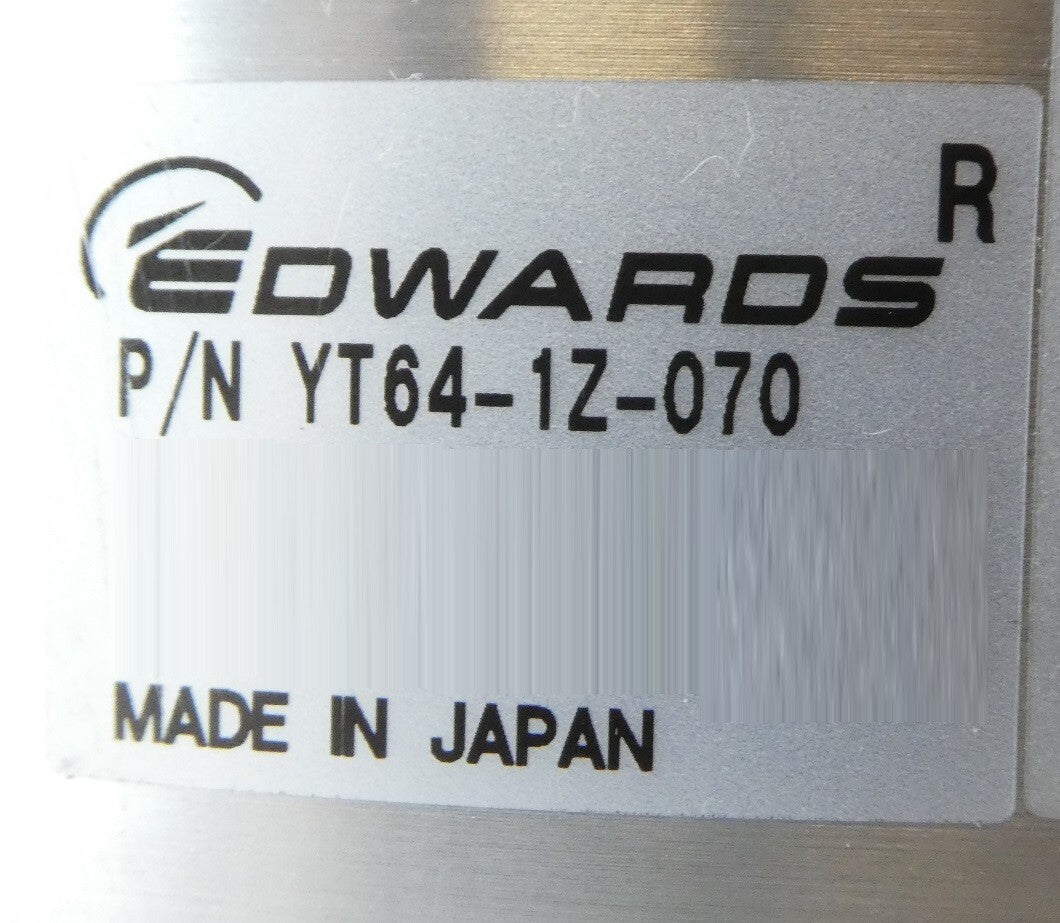 EDWARDS R
P/N YT64-1Z-070
MADE IN JAPAN